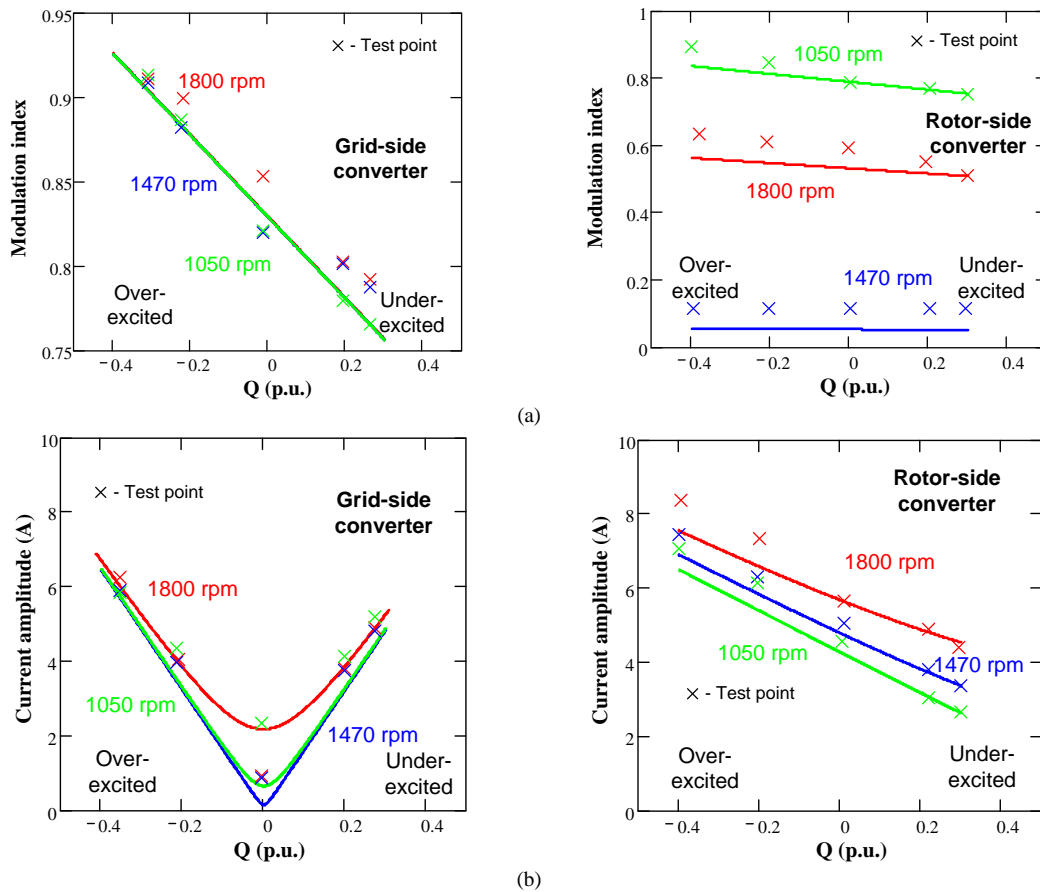 0.95
0.9
0.85
0.8
0.75
Modulation index
× - Test point
1800 rpm
Grid-side
converter
1470 rpm
1050 rpm
Over-
excited
Under-
excited
−0.4
−0.2
0
0.2
0.4
Q (p.u.)
1
0.8
0.6
0.4
0.2
0
Modulation index
× - Test point
1050 rpm
Rotor-side
converter
1800 rpm
1470 rpm
Over-
excited
Under-
excited
−0.4
−0.2
0
0.2
0.4
Q (p.u.)
(a)
10
8
6
4
2
0
Current amplitude (A)
× - Test point
Grid-side
converter
1800 rpm
1050 rpm
1470 rpm
Over-
excited
Under-
excited
−0.4
−0.2
0
0.2
0.4
Q (p.u.)
10
8
6
4
2
0
Current amplitude (A)
Rotor-side
converter
1800 rpm
1050 rpm
1470 rpm
× - Test point
Over-
excited
Under-
excited
−0.4
−0.2
0
0.2
0.4
Q (p.u.)
(b)